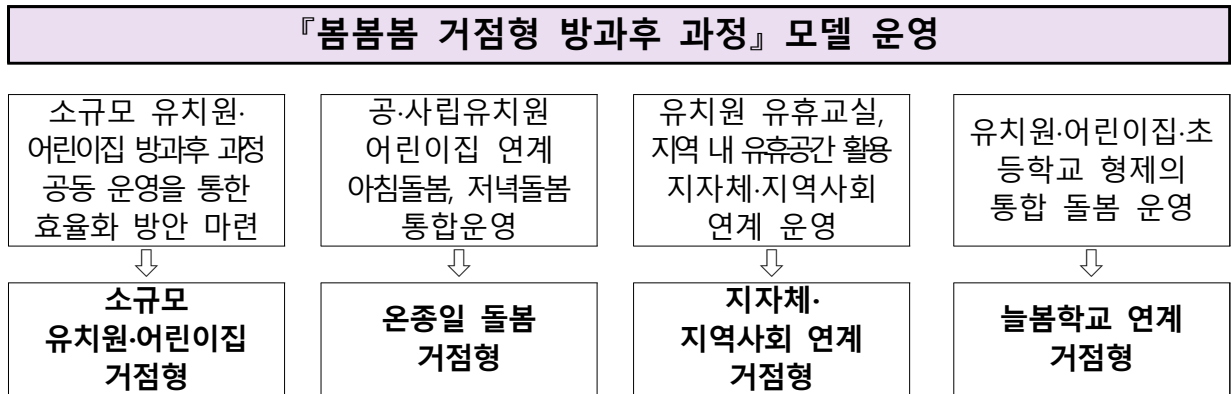 『봄봄봄 거점형 방과후 과정』 모델 운영
소규모 유치원·
어린이집 방과후 과정
공동 운영을 통한
효율화 방안 마련
공·사립유치원
어린이집 연계
아침돌봄, 저녁돌봄
통합운영
유치원 유휴교실,
지역 내 유휴공간 활용
지자체·지역사회
연계 운영
유치원·어린이집·초
등학교 형제의
통합 돌봄 운영
⇩
⇩
⇩
⇩
소규모
유치원·어린이집
거점형
온종일 돌봄
거점형
지자체·
지역사회 연계
거점형
늘봄학교 연계
거점형